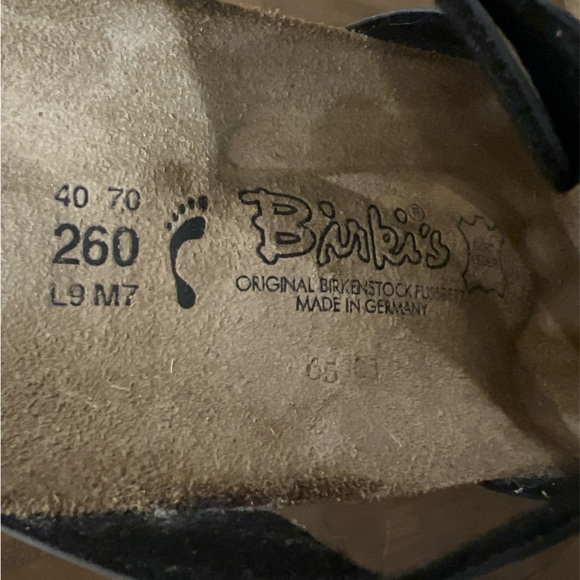 40 70
260
L9 M7
Birki's®
ORIGINAL BIRKENSTOCK FUSSBETT
MADE IN GERMANY